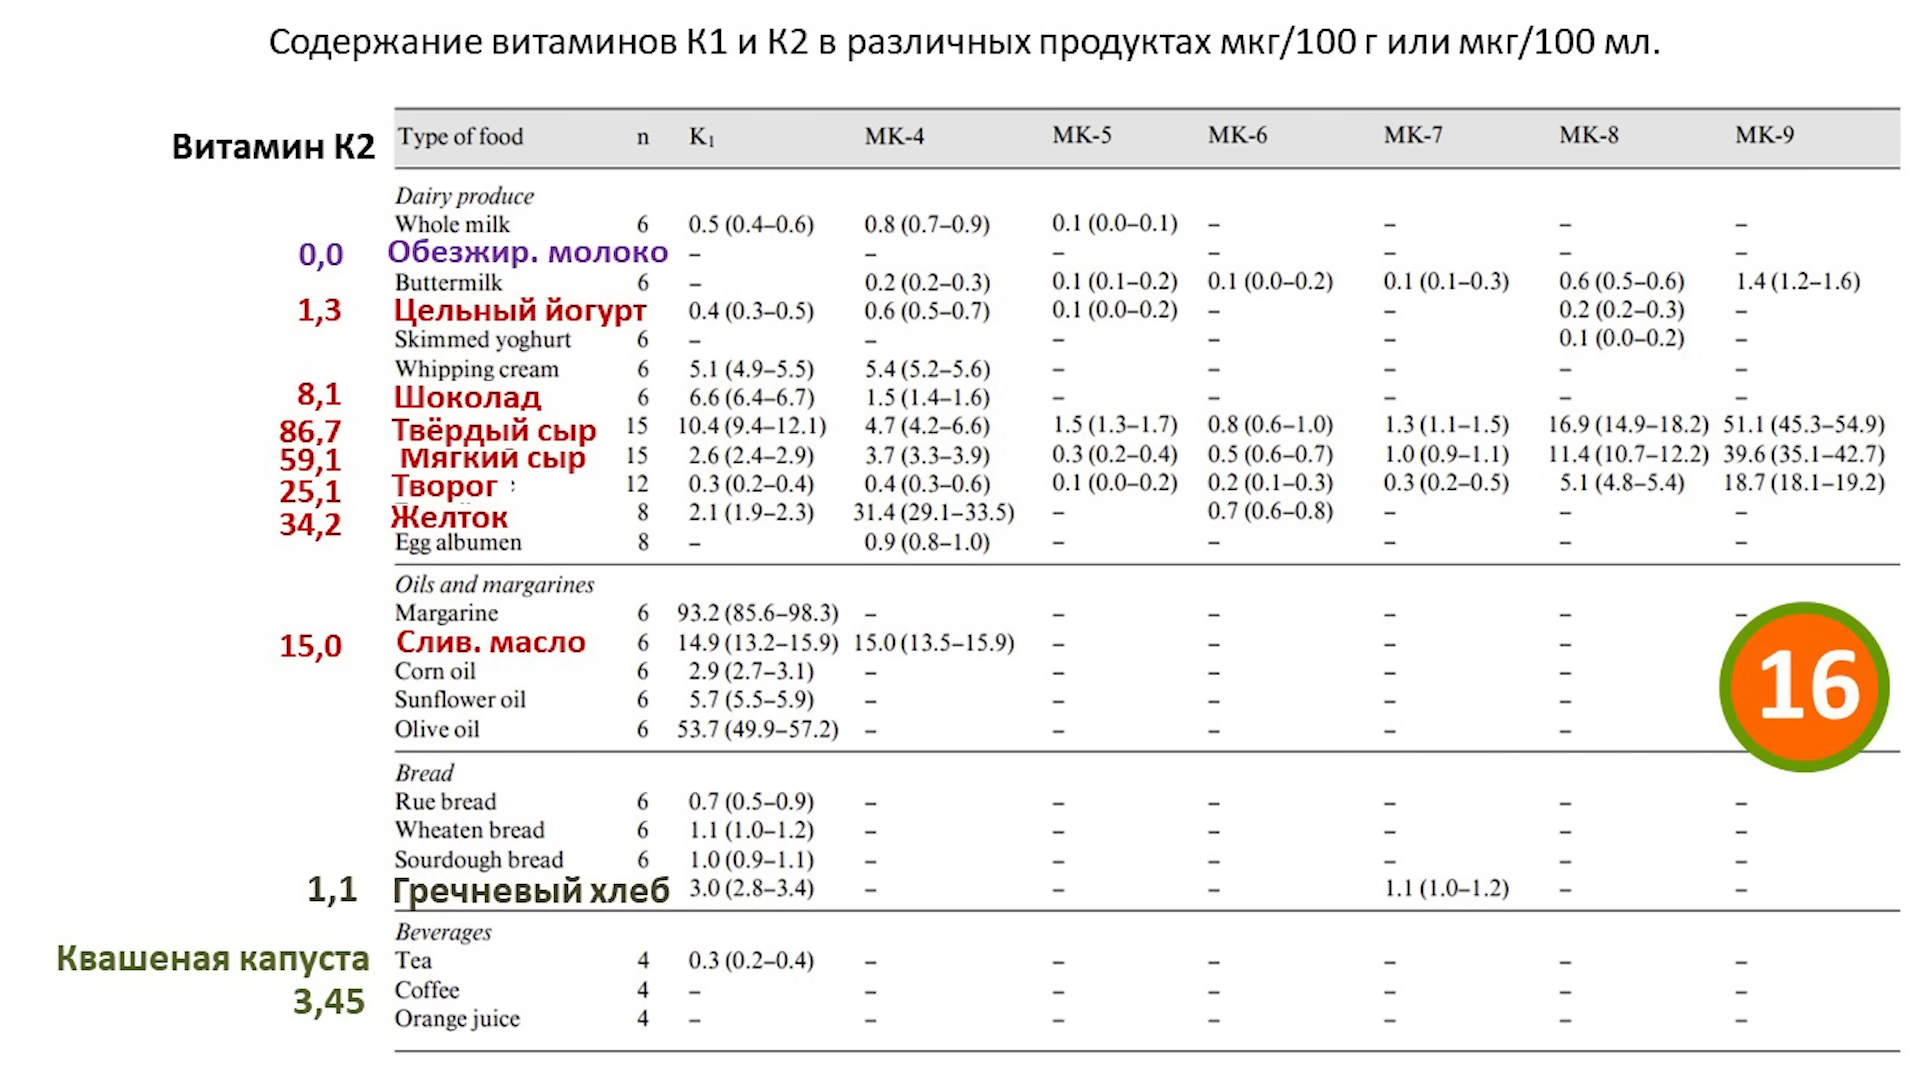 Содержание витаминов К1 и К2 в различных продуктах мкг/100 г или мкг/100 мл.
Витамин К2 Type of food n K₁ MK-4 MK-5 MK-6 MK-7 MK-8 MK-9
Dairy produce
Whole milk 6 0.5 (0.4–0.6) 0.8 (0.7–0.9) 0.1 (0.0–0.1) – – – –
0,0 Обезжир. молоко – – – – – – –
Buttermilk 6 – 0.2 (0.2–0.3) 0.1 (0.1–0.2) 0.1 (0.0–0.2) 0.1 (0.1–0.3) 0.6 (0.5–0.6) 1.4 (1.2–1.6)
1,3 Цельный йогурт 0.4 (0.3–0.5) 0.6 (0.5–0.7) 0.1 (0.0–0.2) – – 0.2 (0.2–0.3) –
Skimmed yoghurt 6 – – – – – 0.1 (0.0–0.2) –
Whipping cream 6 5.1 (4.9–5.5) 5.4 (5.2–5.6) – – – – –
8,1 Шоколад 6 6.6 (6.4–6.7) 1.5 (1.4–1.6) – – – – –
86,7 Твёрдый сыр 15 10.4 (9.4–12.1) 4.7 (4.2–6.6) 1.5 (1.3–1.7) 0.8 (0.6–1.0) 1.3 (1.1–1.5) 16.9 (14.9–18.2) 51.1 (45.3–54.9)
59,1 Мягкий сыр 15 2.6 (2.4–2.9) 3.7 (3.3–3.9) 0.3 (0.2–0.4) 0.5 (0.6–0.7) 1.0 (0.9–1.1) 11.4 (10.7–12.2) 39.6 (35.1–42.7)
25,1 Творог 12 0.3 (0.2–0.4) 0.4 (0.3–0.6) 0.1 (0.0–0.2) 0.2 (0.1–0.3) 0.3 (0.2–0.5) 5.1 (4.8–5.4) 18.7 (18.1–19.2)
34,2 Желток 8 2.1 (1.9–2.3) 31.4 (29.1–33.5) – 0.7 (0.6–0.8) – – –
Egg albumen 8 – 0.9 (0.8–1.0) – – – – –
Oils and margarines
Margarine 6 93.2 (85.6–98.3) – – – – – –
15,0 Слив. масло 6 14.9 (13.2–15.9) 15.0 (13.5–15.9) – – – –
Corn oil 6 2.9 (2.7–3.1) – – – – –
Sunflower oil 6 5.7 (5.5–5.9) – – – – –
Olive oil 6 53.7 (49.9–57.2) – – – – –
16
Bread
Rue bread 6 0.7 (0.5–0.9) – – – – – –
Wheaten bread 6 1.1 (1.0–1.2) – – – – – –
Sourdough bread 6 1.0 (0.9–1.1) – – – – – –
1,1 Гречневый хлеб 3.0 (2.8–3.4) – – – 1.1 (1.0–1.2) – –
Beverages
Квашеная капуста Tea 4 0.3 (0.2–0.4) – – – – – –
3,45 Coffee 4 – – – – – – –
Orange juice 4 – – – – – – –